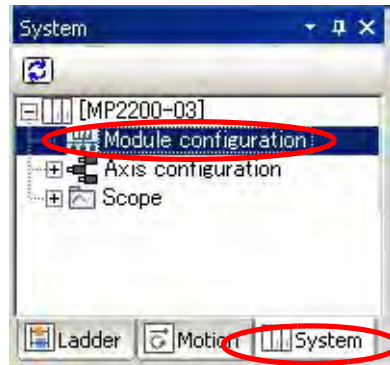 System
[MP2200-03]
Module configuration
Axis configuration
Scope
Ladder Motion System